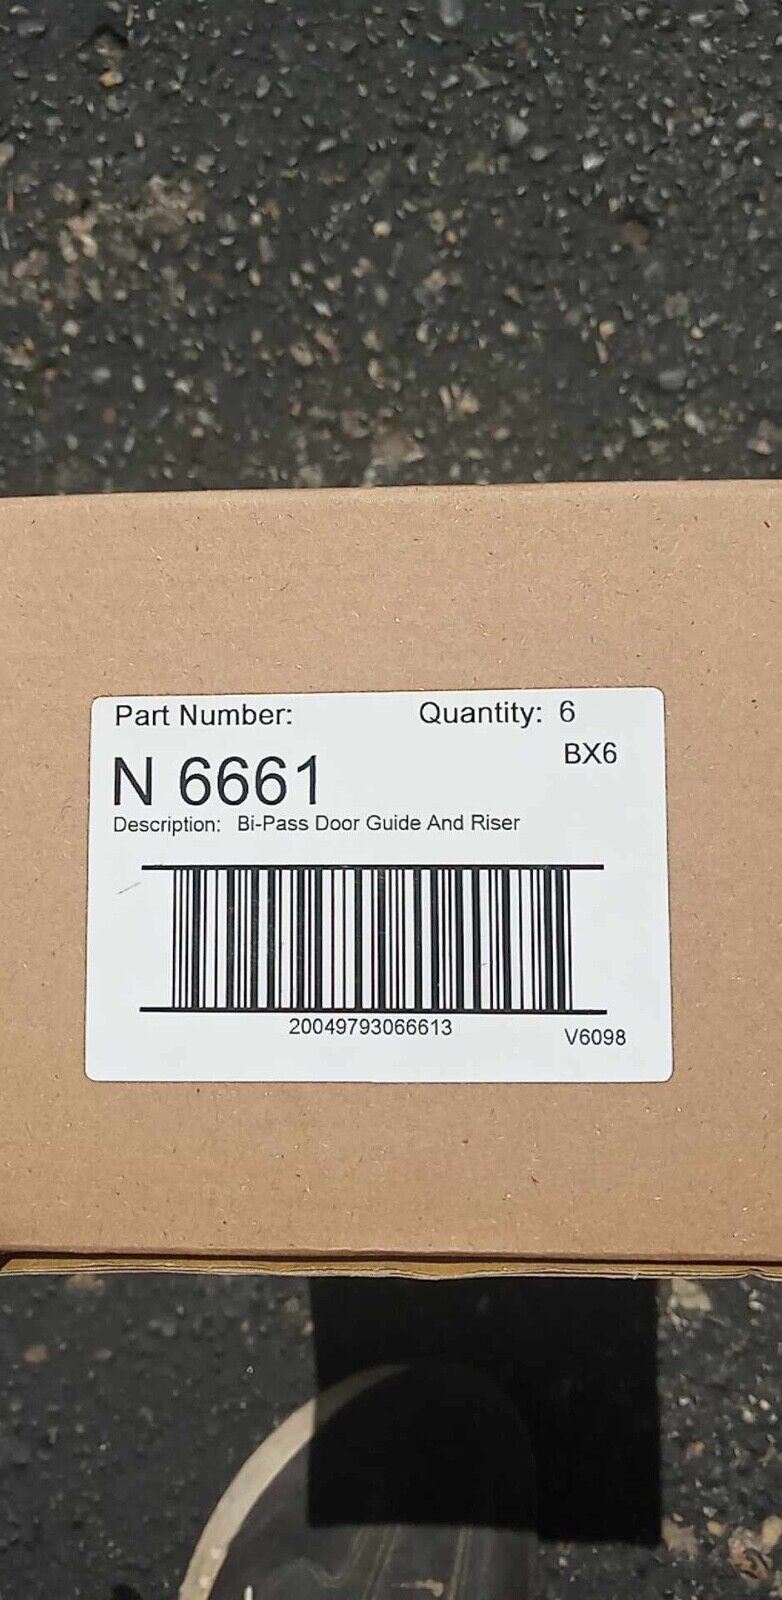 Part Number: Quantity: 6
N 6661 BX6
Description: Bi-Pass Door Guide And Riser
20049793066613
V6098